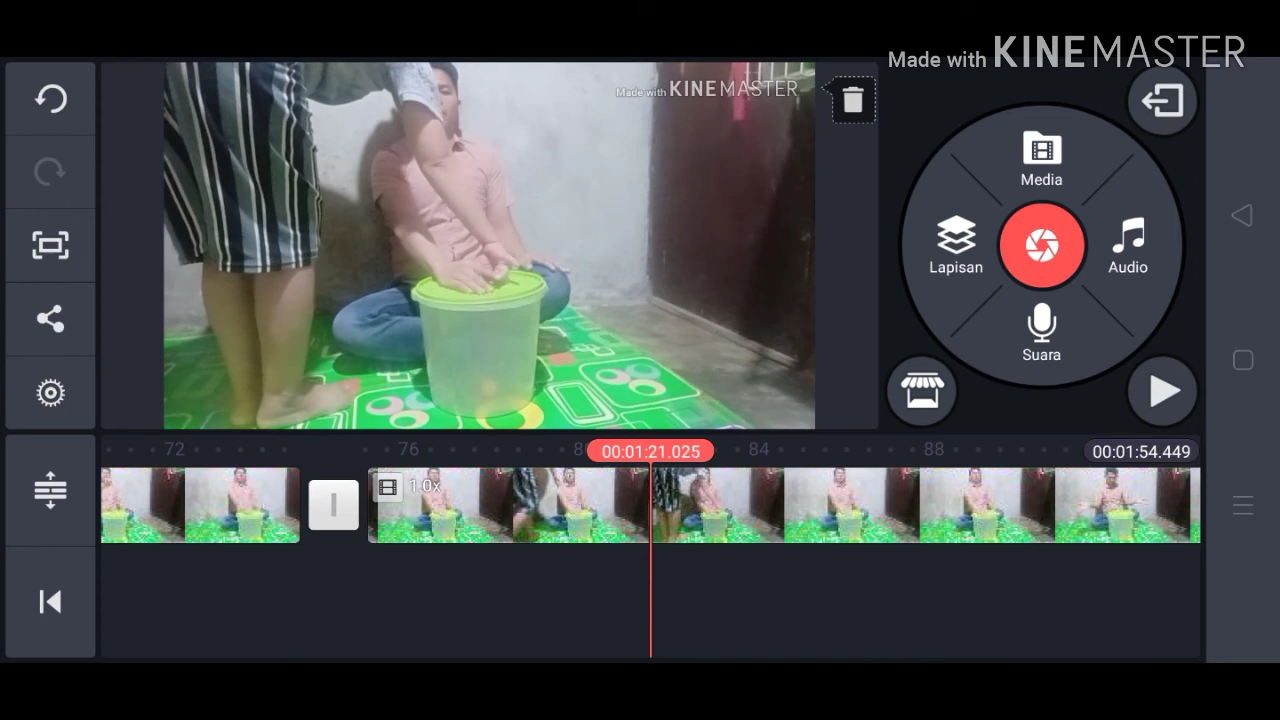 Made with KINEMASTER
Made with KINEMASTER
Media
Lapisan
Audio
Suara
72
76
00:01:21.025
84
88
00:01:54.449
1.0x